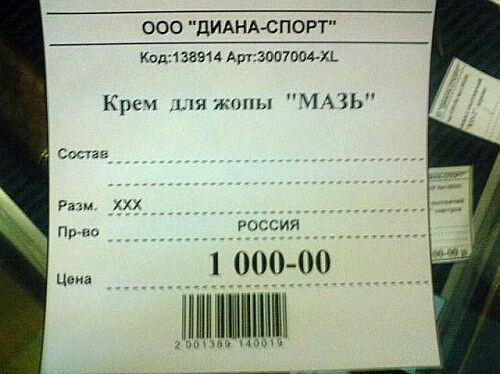 ООО "ДИАНА-СПОРТ"
Код:138914 Арт:3007004-XL
Крем для жопы "МАЗЬ"
Состав
Разм. XXX
Пр-во РОССИЯ
Цена 1 000-00
2 001389 140019